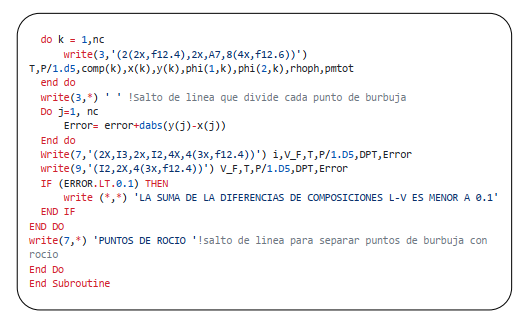 do k = 1,nc
write(3,'(2(2x,f12.4),2x,A7,8(4x,f12.6))')
T,P/1.d5,comp(k),x(k),y(k),phi(1,k),phi(2,k),rhoph,pmtot
end do
write(3,*) ' ' !Salto de linea que divide cada punto de burbuja
Do j=1, nc
Error= error+dabs(y(j)-x(j))
End do
Write(7,'(2X,I3,2x,I2,4X,4(3x,f12.4))') i,V_F,T,P/1.D5,DPT,Error
write(9,'(I2,2X,4(3x,f12.4))') V_F,T,P/1.D5,DPT,Error
IF (ERROR.LT.0.1) THEN
write (*,*) 'LA SUMA DE LA DIFERENCIAS DE COMPOSICIONES L-V ES MENOR A 0.1'
END IF
END DO
write(7,*) 'PUNTOS DE ROCIO '!salto de linea para separar puntos de burbuja con
rocio
End Do
End Subroutine